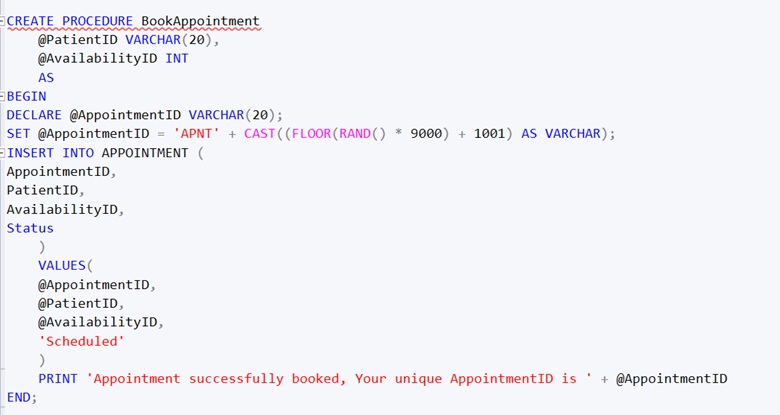 CREATE PROCEDURE BookAppointment
@PatientID VARCHAR(20),
@AvailabilityID INT
AS
BEGIN
DECLARE @AppointmentID VARCHAR(20);
SET @AppointmentID = 'APNT' + CAST((FLOOR(RAND() * 9000) + 1001) AS VARCHAR);
INSERT INTO APPOINTMENT (
AppointmentID,
PatientID,
AvailabilityID,
Status
)
VALUES(
@AppointmentID,
@PatientID,
@AvailabilityID,
'Scheduled'
)
PRINT 'Appointment successfully booked, Your unique AppointmentID is ' + @AppointmentID
END;